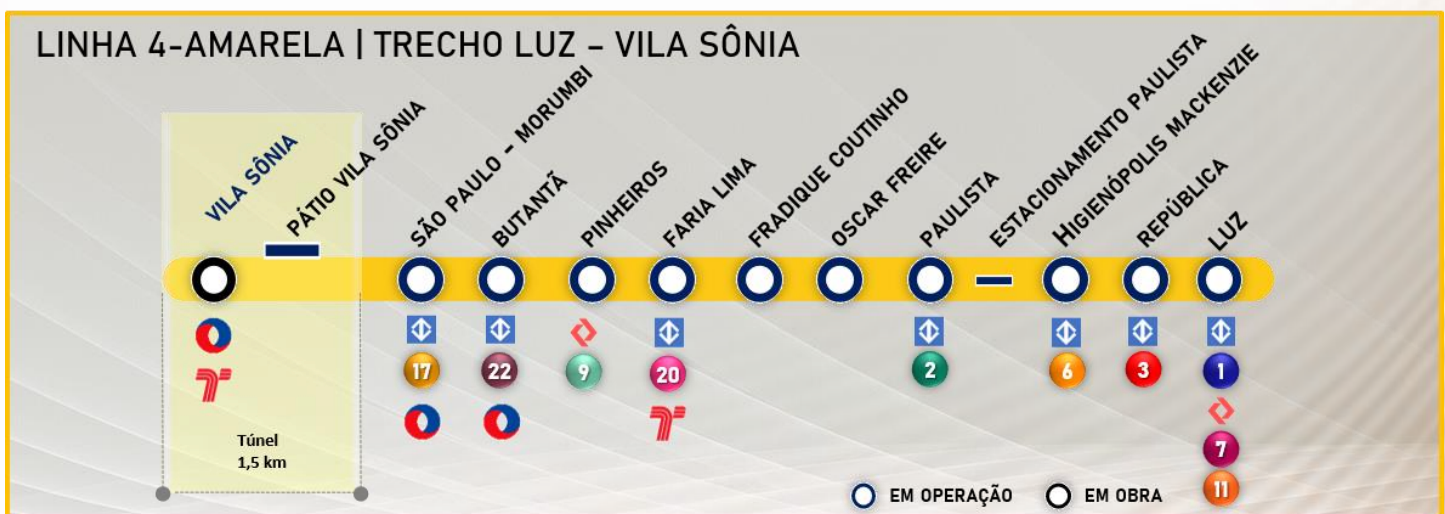 LINHA 4-AMARELA | TRECHO LUZ – VILA SÔNIA
VILA SÔNIA
PÁTIO VILA SÔNIA
SÃO PAULO - MORUMBI
BUTANTÃ
PINHEIROS
FARIA LIMA
FRADIQUE COUTINHO
OSCAR FREIRE
PAULISTA
ESTACIONAMENTO PAULISTA
HIGIENÓPOLIS MACKENZIE
REPÚBLICA
LUZ
17
22
9
20
2
6
3
1
7
11
Túnel
1,5 km
EM OPERAÇÃO
EM OBRA